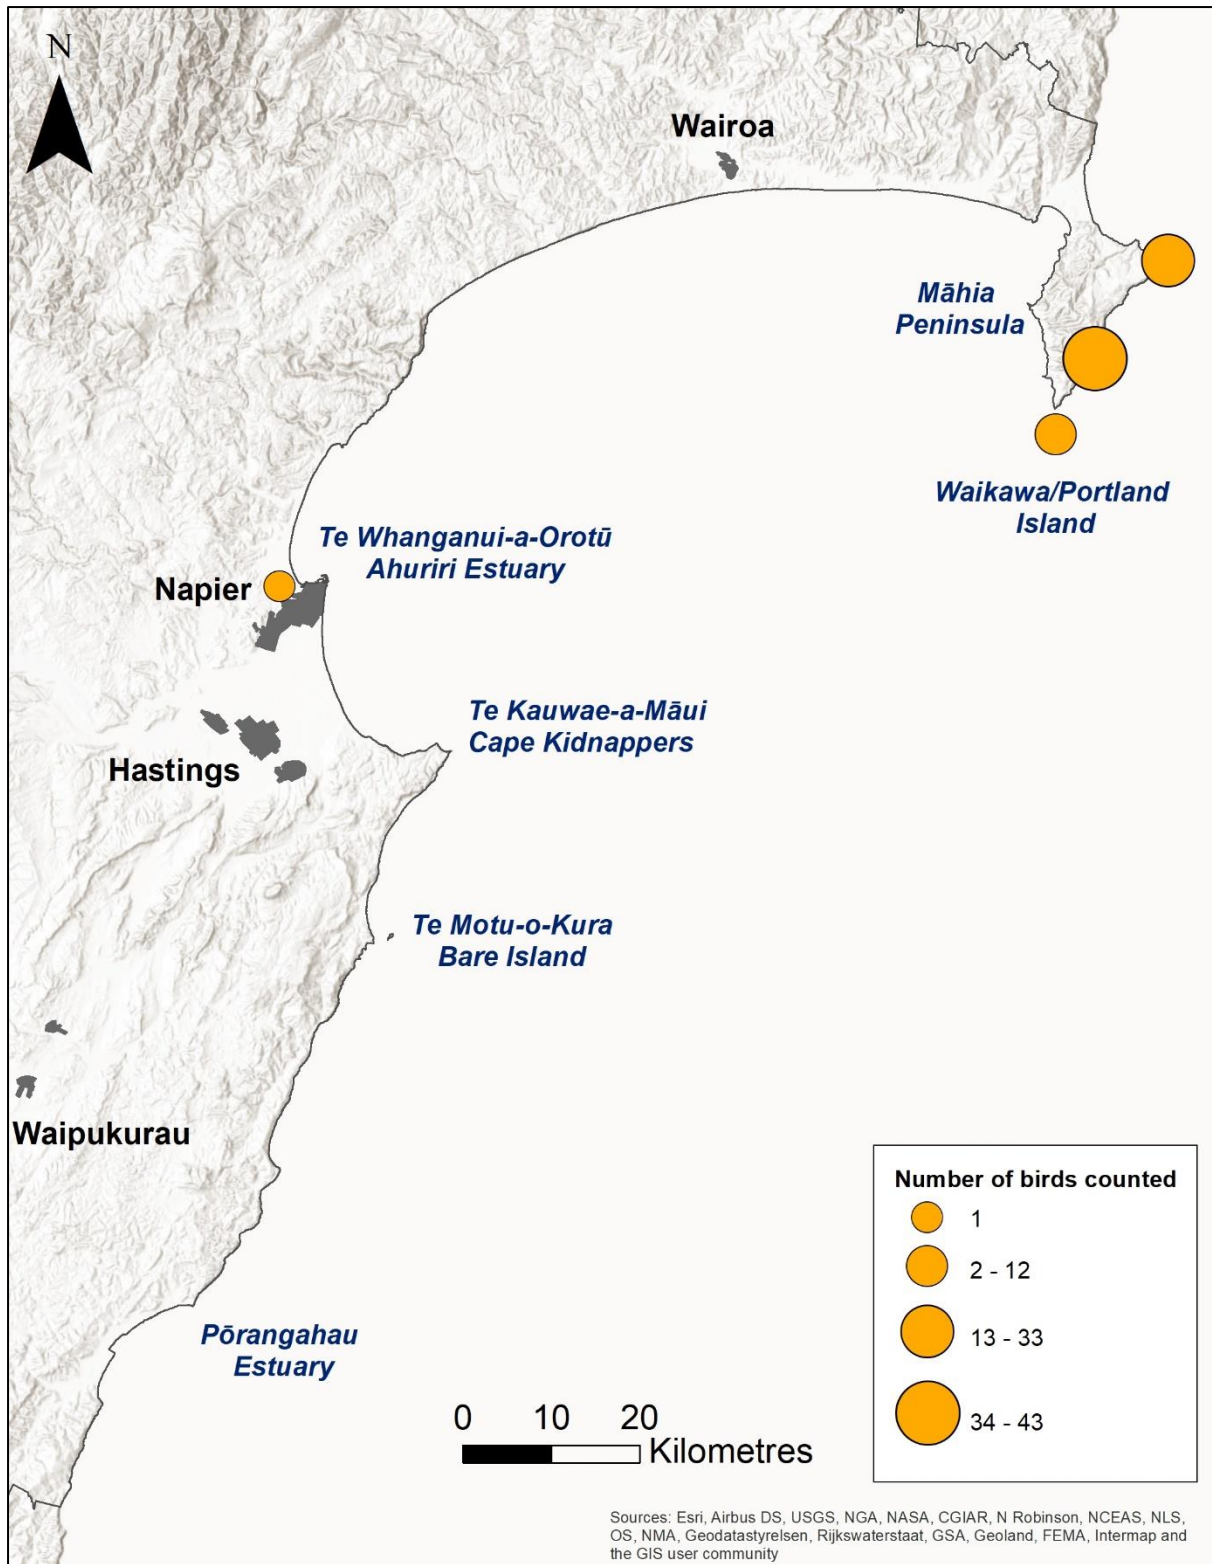 N
Wairoa
Māhia
Peninsula
Waikawa/Portland
Island
Te Whanganui-a-Orotū
Ahuriri Estuary
Napier
Te Kauwae-a-Māui
Cape Kidnappers
Hastings
Te Motu-o-Kura
Bare Island
Waipukurau
Pōrangahau
Estuary
Number of birds counted
1
2 - 12
13 - 33
34 - 43
0 10 20
Kilometres
Sources: Esri, Airbus DS, USGS, NGA, NASA, CGIAR, N Robinson, NCEAS, NLS,
OS, NMA, Geodatastyrelsen, Rijkswaterstaat, GSA, Geoland, FEMA, Intermap and
the GIS user community